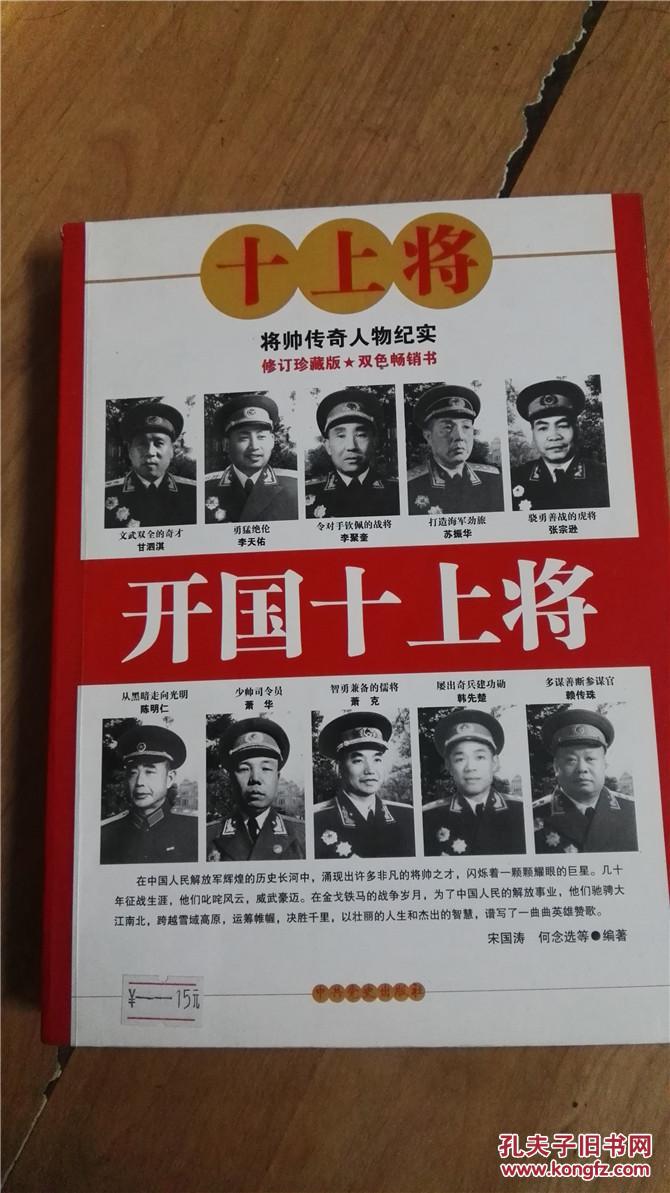 十上将
将帅传奇人物纪实
修订珍藏版★双色畅销书
文武双全的奇才
甘泗淇
勇猛绝伦
李天佑
令对手钦佩的战将
李聚奎
打造海军劲旅
苏振华
骁勇善战的虎将
张宗逊
开国十上将
从黑暗走向光明
陈明仁
少帅司令员
萧 华
智勇兼备的儒将
萧 克
屡出奇兵建功勋
韩先楚
多谋善断参谋官
赖传珠
在中国人民解放军辉煌的历史长河中，涌现出许多非凡的将帅之才，闪烁着一颗颗耀眼的巨星。几十
年征战生涯，他们叱咤风云，威武豪迈。在金戈铁马的战争岁月，为了中国人民的解放事业，他们驰骋大
江南北，跨越雪域高原，运筹帷幄，决胜千里，以壮丽的人生和杰出的智慧，谱写了一曲曲英雄赞歌。
宋国涛 何念选等●编著
¥—— 15元
中共党史出版社
孔夫子旧书网
www.kongfz.com